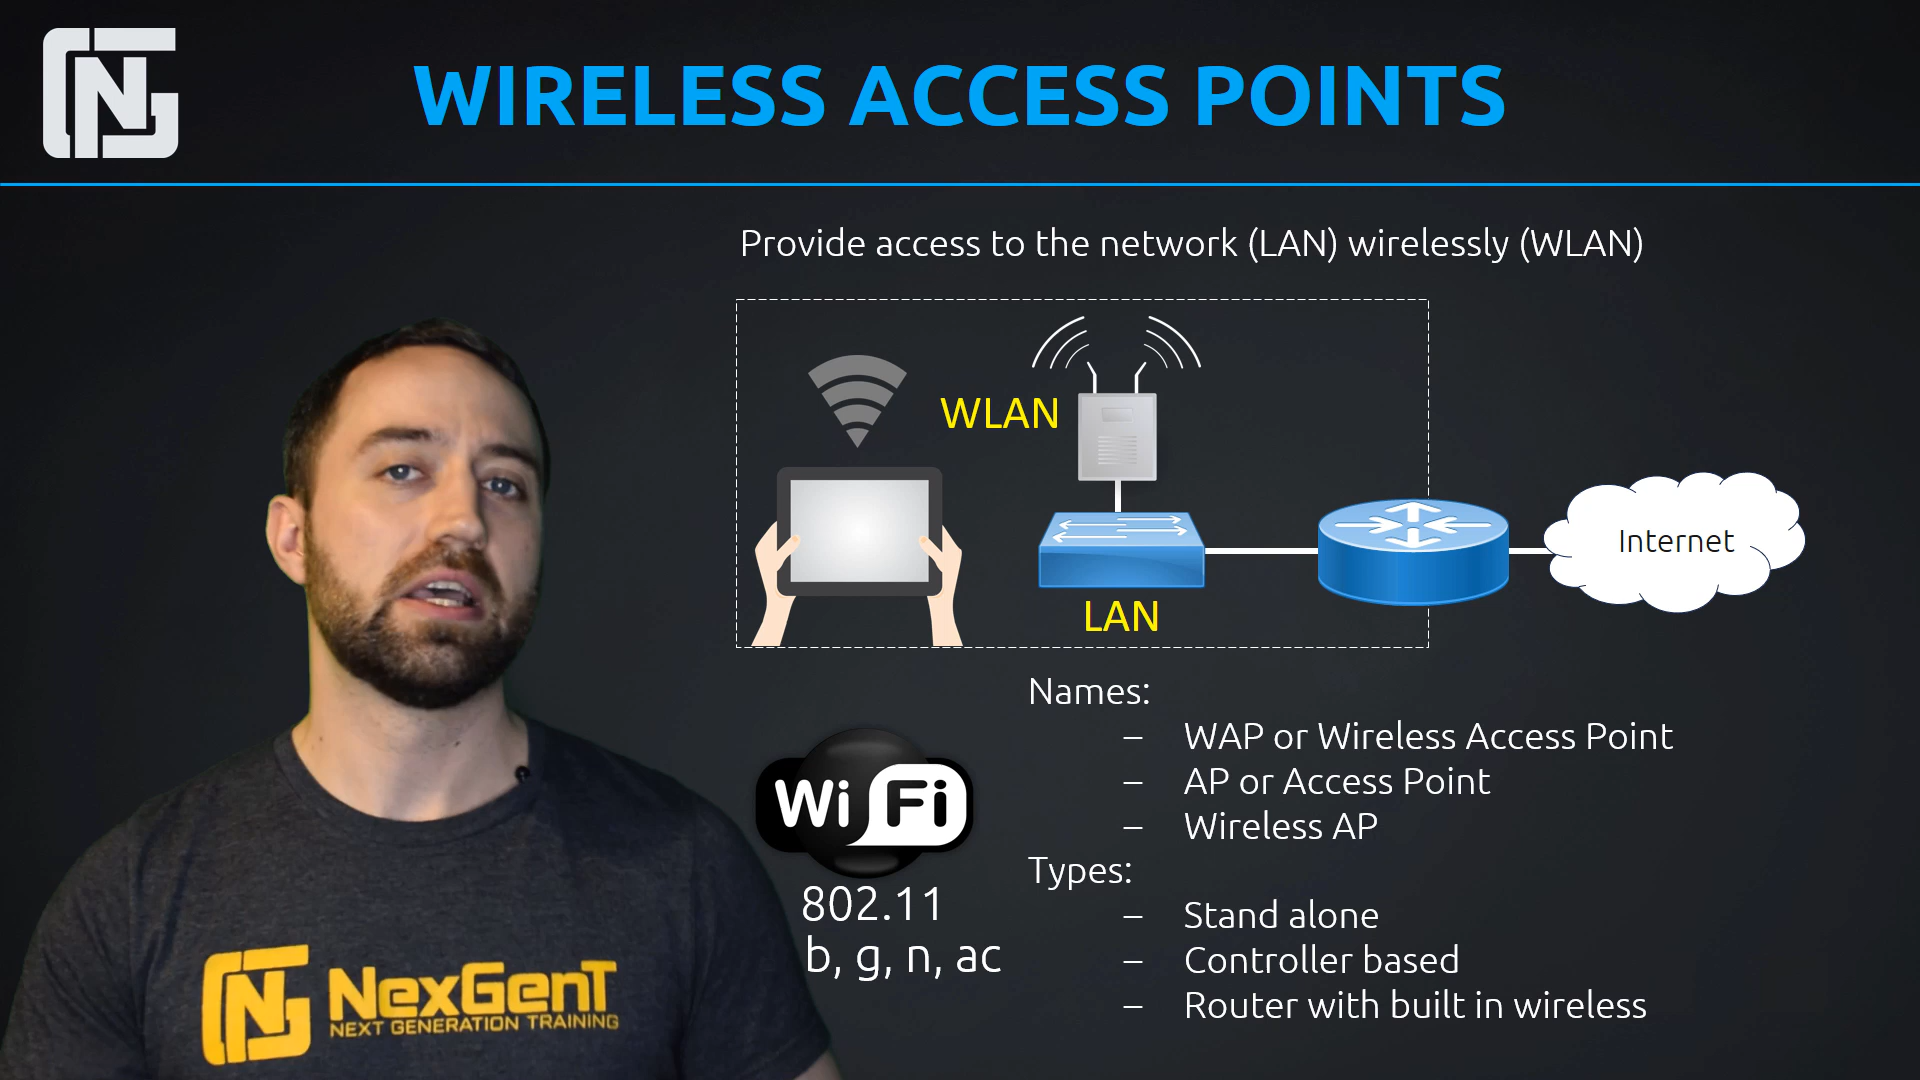 WIRELESS ACCESS POINTS
Provide access to the network (LAN) wirelessly (WLAN)
WLAN
Internet
LAN
Names:
– WAP or Wireless Access Point
– AP or Access Point
– Wireless AP
Types:
– Stand alone
– Controller based
– Router with built in wireless
Wi Fi
802.11
b, g, n, ac
NG
NexGenT
NEXT GENERATION TRAINING
NG